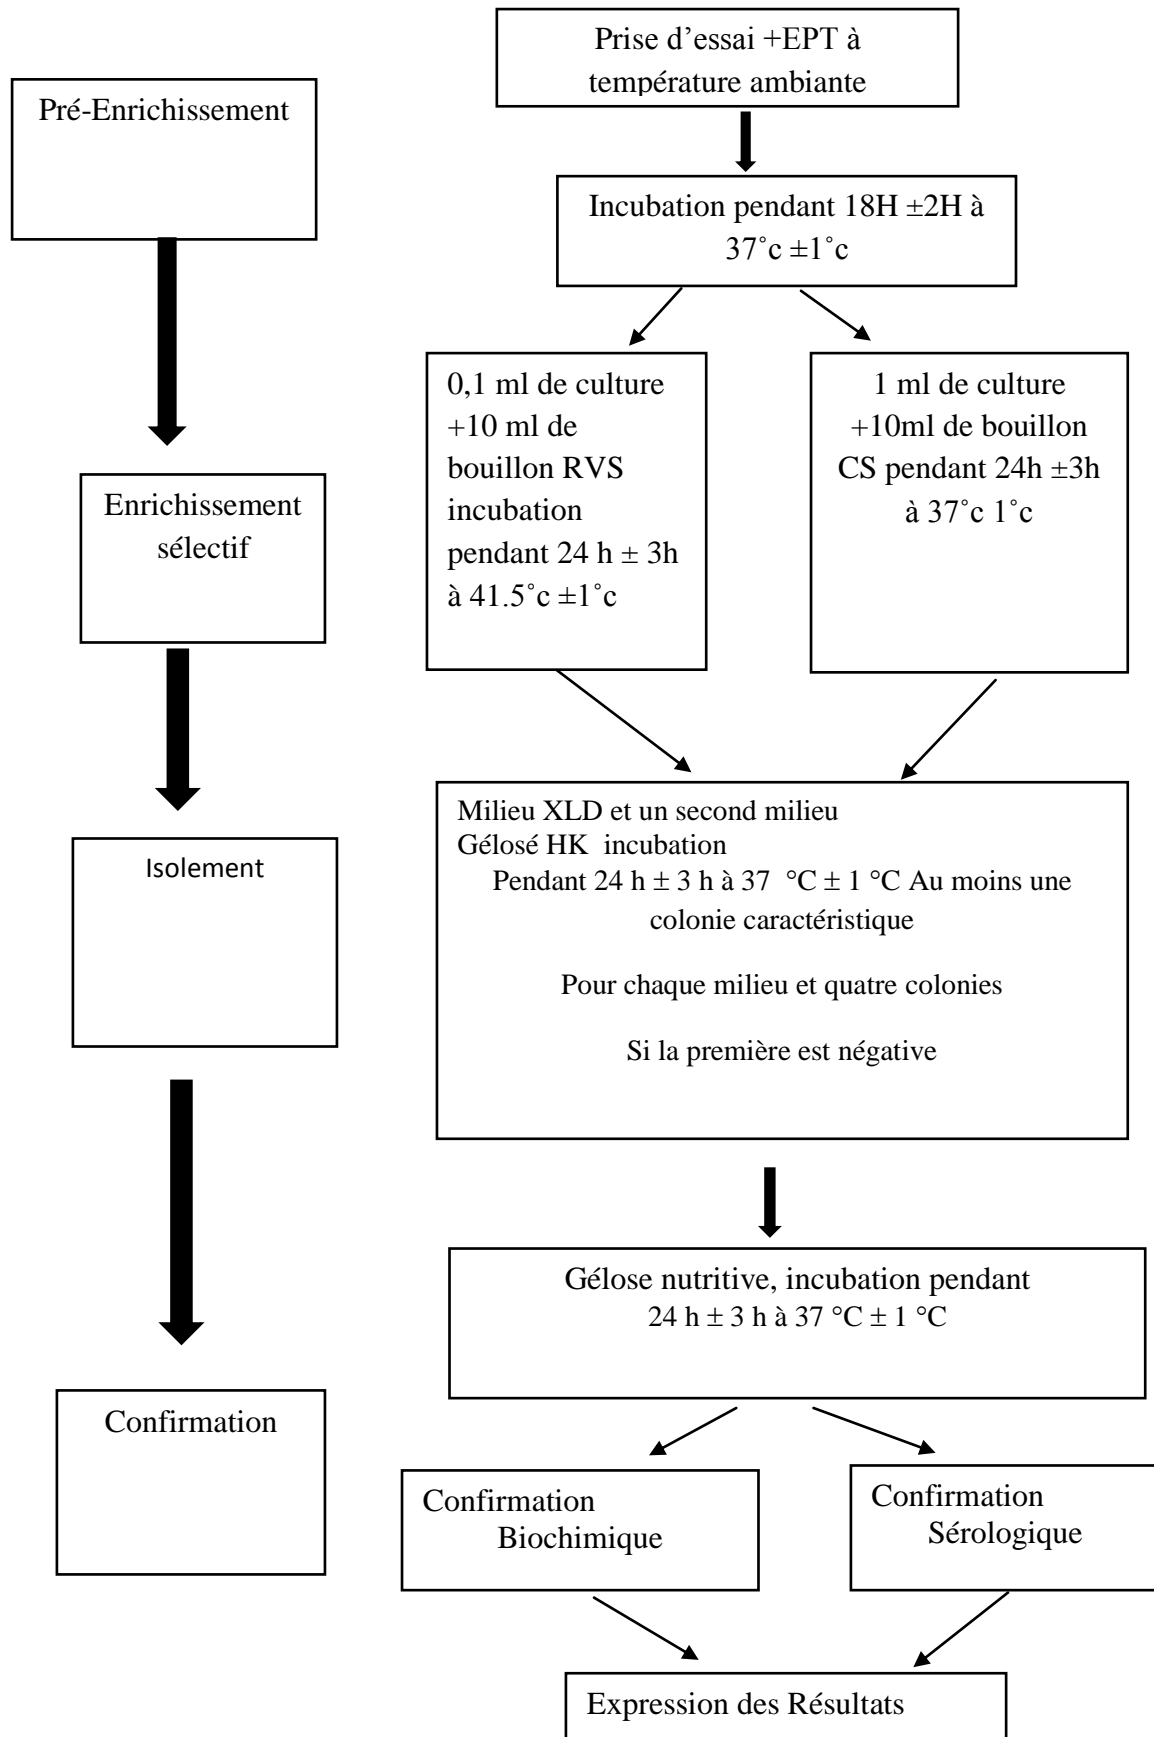 Prise d’essai +EPT à
température ambiante
Pré-Enrichissement
Incubation pendant 18H ±2H à
37˚c ±1˚c
0,1 ml de culture
+10 ml de
bouillon RVS
incubation
pendant 24 h ± 3h
à 41.5˚c ±1˚c
1 ml de culture
+10ml de bouillon
CS pendant 24h ±3h
à 37˚c 1˚c
Enrichissement
sélectif
Milieu XLD et un second milieu
Gélosé HK incubation
Pendant 24 h ± 3 h à 37 °C ± 1 °C Au moins une
colonie caractéristique
Pour chaque milieu et quatre colonies
Si la première est négative
Isolement
Gélose nutritive, incubation pendant
24 h ± 3 h à 37 °C ± 1 °C
Confirmation
Confirmation
Biochimique
Confirmation
Sérologique
Expression des Résultats